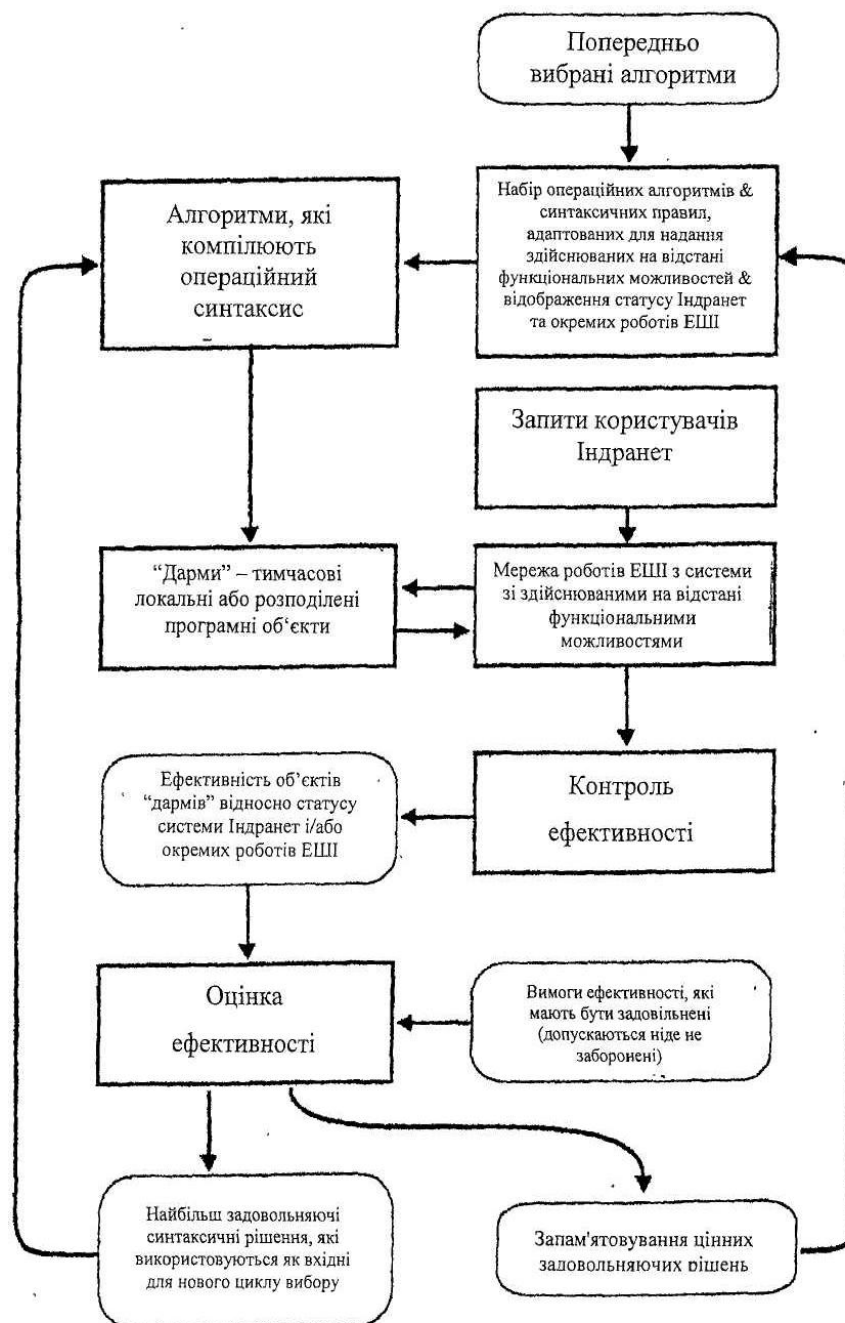 Попередньо
вибрані алгоритми
Набір операційних алгоритмів &
синтаксичних правил,
адаптованих для надання
здійснюваних на відстані
функціональних можливостей &
відображення статусу Індранет
та окремих роботів ЕШІ
Алгоритми, які
компілюють
операційний
синтаксис
Запити користувачів
Індранет
“Дарми” – тимчасові
локальні або розподілені
програмні об‘єкти
Мережа роботів ЕШІ з системи
зі здійснюваними на відстані
функціональними
можливостями
Контроль
ефективності
Ефективність об’єктів
“дармів” відносно статусу
системи Індранет і/або
окремих роботів ЕШІ
Оцінка
ефективності
Вимоги ефективності, які
мають бути задовільнені
(допускаються ніде не
заборонені)
Найбільш задовольняючі
синтасичні рішення, які
використовуються як вхідні
для нового циклу вибору
Запам'ятовування цінних
задовольняючих рішень